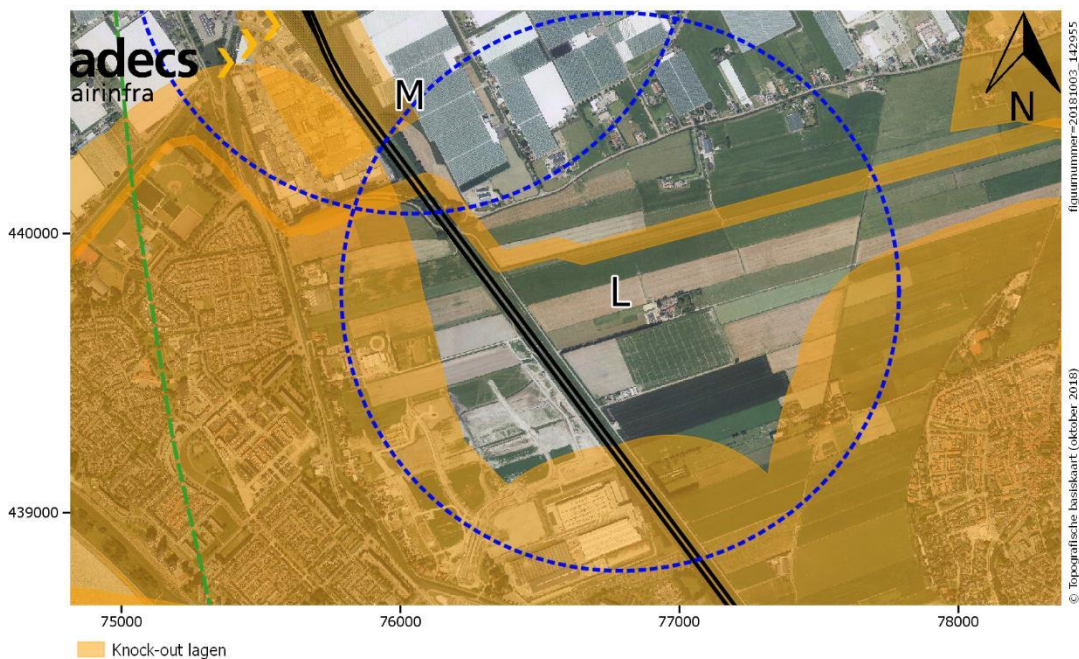 adecs
airinfra
M
N
L
440000
439000
75000
76000
77000
78000
Knock-out lagen
figuurnummer=20181003_142955
© Topografische basiskaart (oktober 2018)